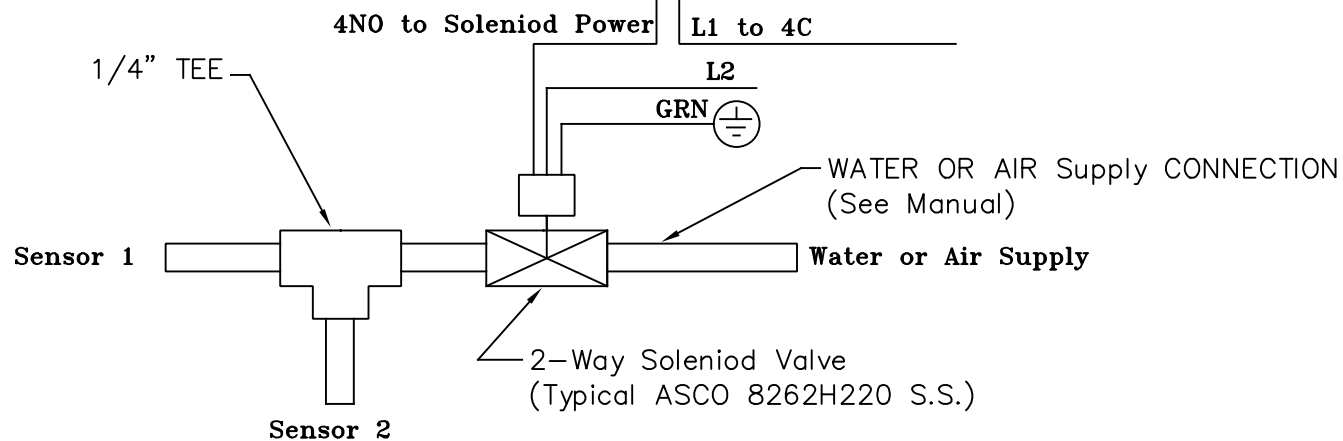 4NO to Soleniod Power
L1 to 4C
1/4" TEE
L2
GRN
WATER OR AIR Supply CONNECTION
(See Manual)
Sensor 1
Water or Air Supply
2-Way Soleniod Valve
(Typical ASCO 8262H220 S.S.)
Sensor 2